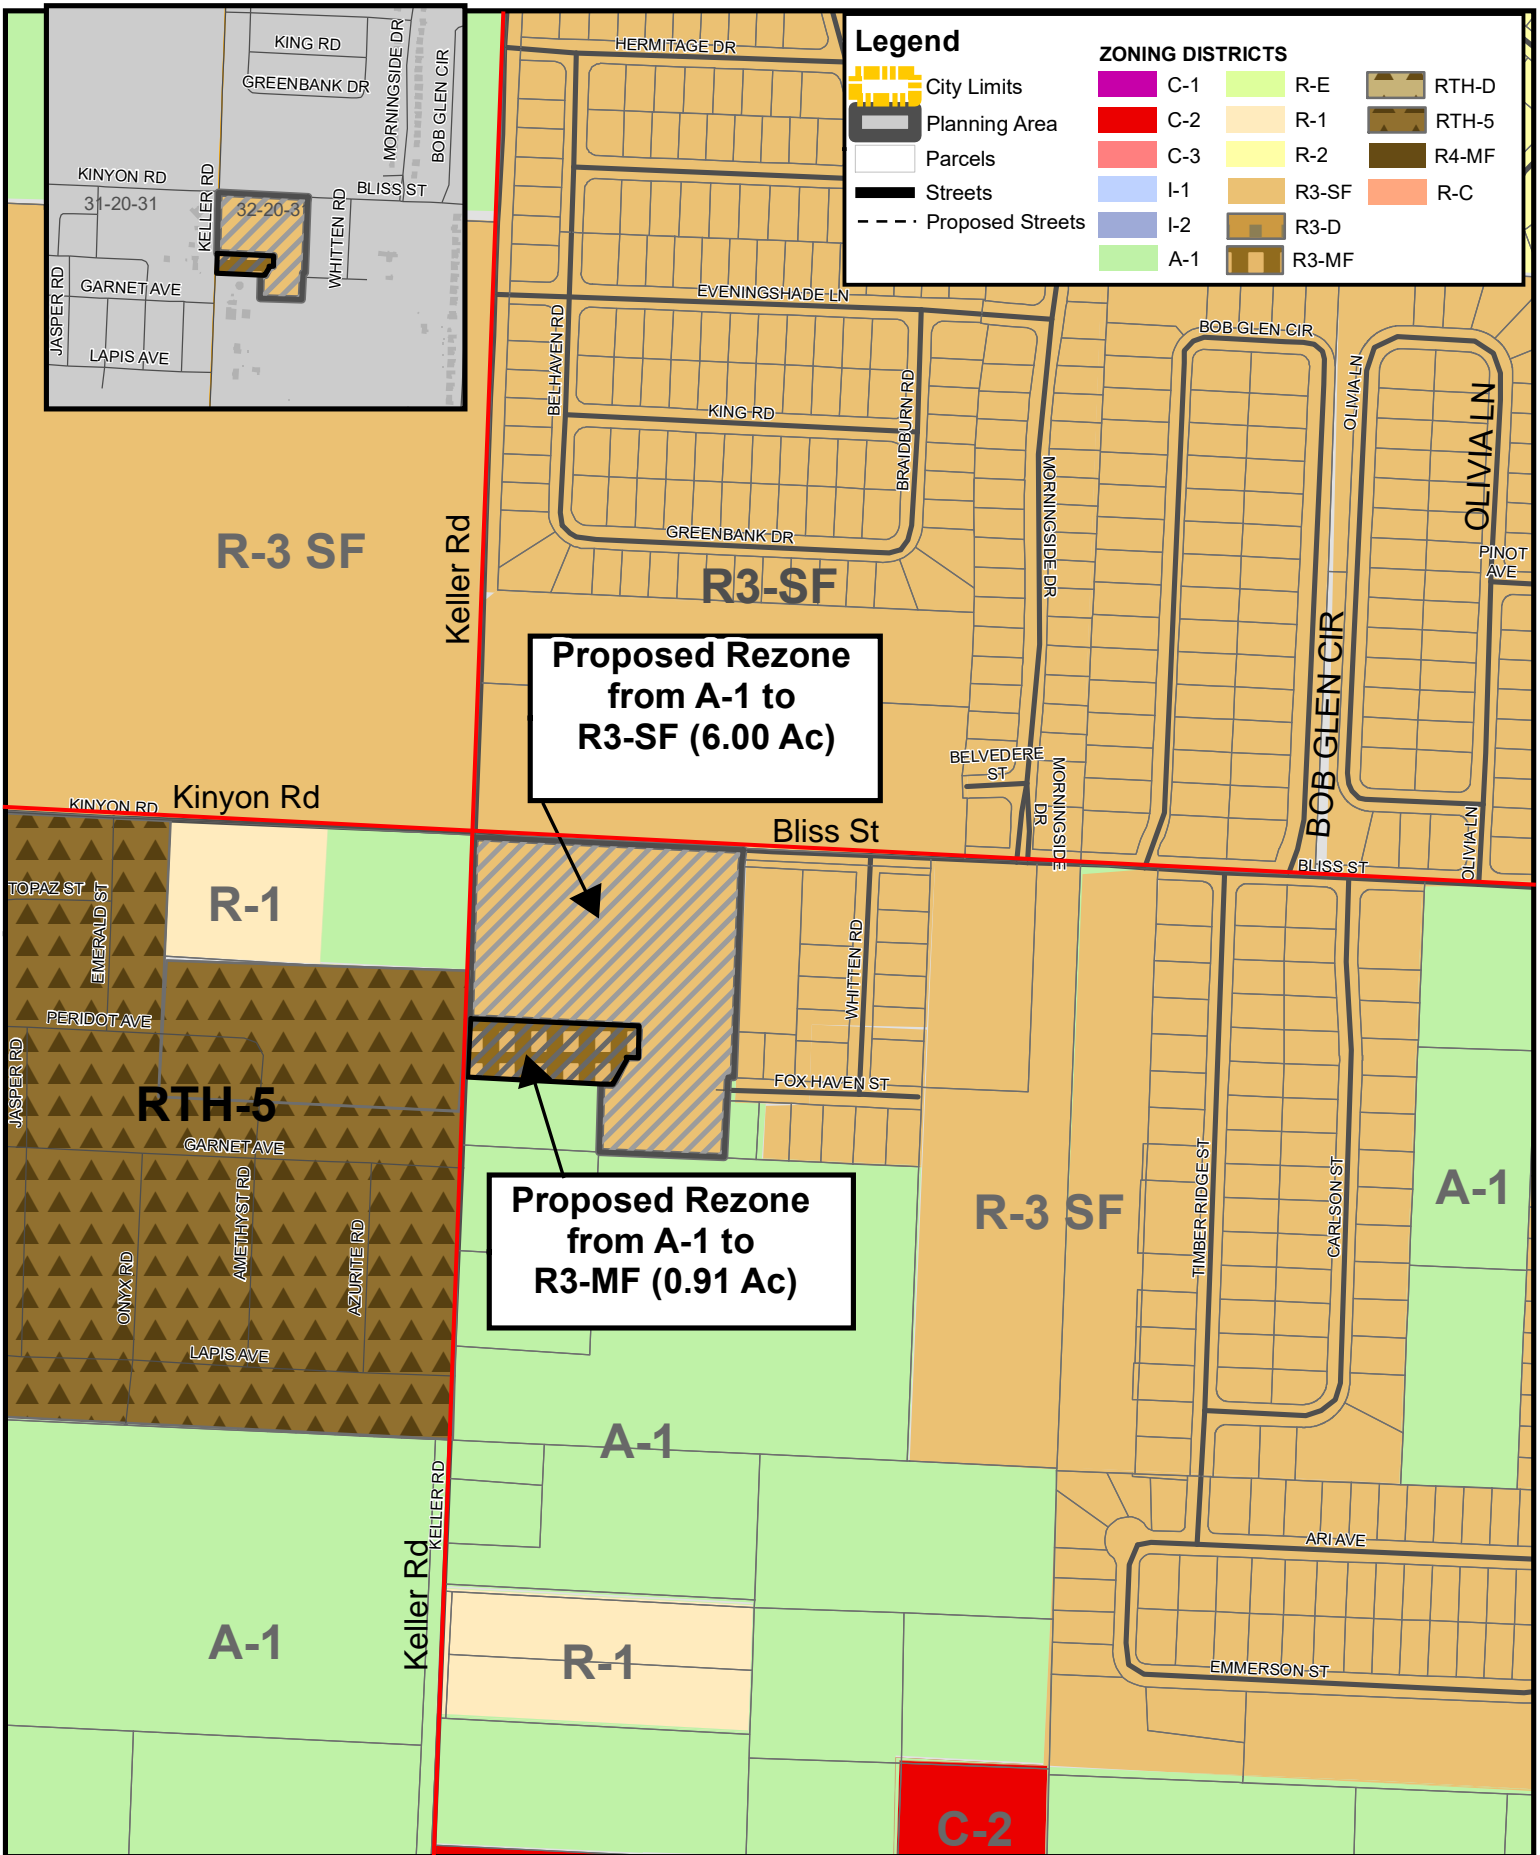 KING RD
GREENBANK DR
MORNINGSIDE DR
BOB GLEN CIR
KINYON RD
31-20-31
KELLER RD
32-20-31
BLISS ST
WHITTEN RD
JASPER RD
GARNET AVE
LAPIS AVE
Legend
City Limits
Planning Area
Parcels
Streets
Proposed Streets
ZONING DISTRICTS
C-1
C-2
C-3
I-1
I-2
A-1
R-E
R-1
R-2
R3-SF
R3-D
R3-MF
RTH-D
RTH-5
R4-MF
R-C
HERMITAGE DR
EVENINGSHADE LN
BELHAVEN RD
KING RD
BRAIDBURN RD
GREENBANK DR
MORNINGSIDE DR
BOB GLEN CIR
OLIVIA LN
OLIVIA LN
PINOT
AVE
R-3 SF
Keller Rd
R3-SF
Proposed Rezone
from A-1 to
R3-SF (6.00 Ac)
BELVEDERE
ST
MORNINGSIDE
DR
BOB GLEN CIR
OLIVIA LN
KINYON RD
Kinyon Rd
Bliss St
BLISS ST
TOPAZ ST
EMERALD ST
R-1
WHITTEN RD
PERIDOT AVE
JASPER RD
RTH-5
FOX HAVEN ST
GARNET AVE
AMETHYST RD
ONYX RD
AZURITE RD
LAPIS AVE
Proposed Rezone
from A-1 to
R3-MF (0.91 Ac)
R-3 SF
TIMBER RIDGE ST
CARLSON ST
A-1
A-1
KELLER RD
Keller Rd
ARI AVE
A-1
R-1
EMMERSON ST
C-2